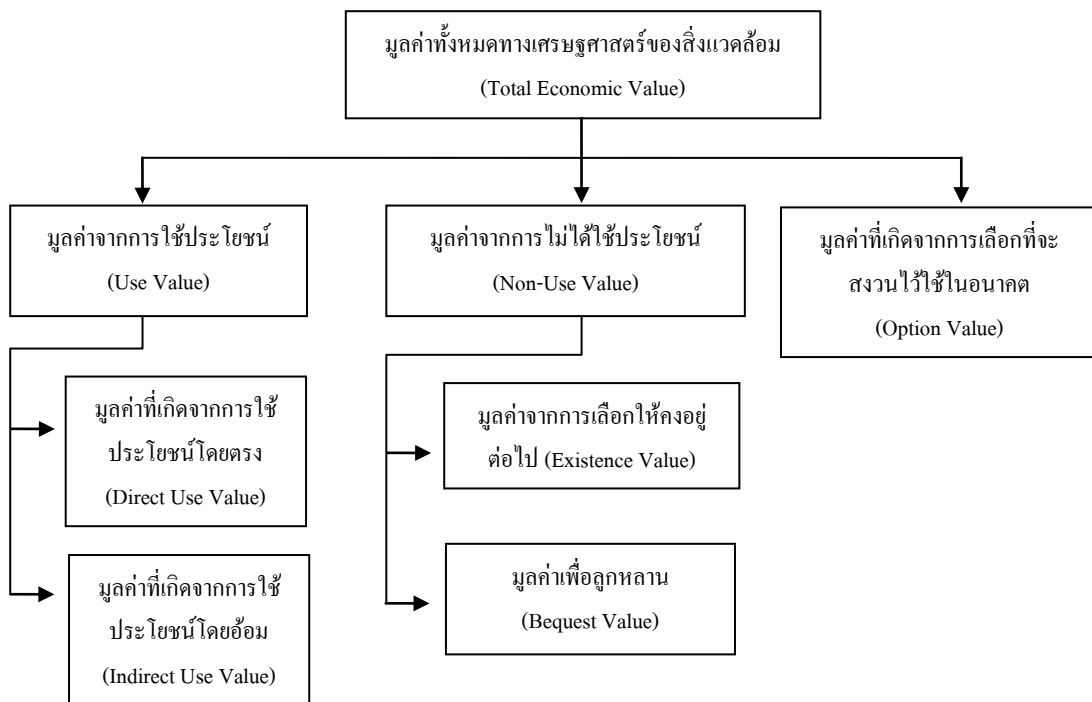 มูลค่าทั้งหมดทางเศรษฐศาสตร์ของสิ่งแวดล้อม
(Total Economic Value)
มูลค่าจากการใช้ประโยชน์
(Use Value)
มูลค่าที่เกิดจากการใช้
ประโยชน์โดยตรง
(Direct Use Value)
มูลค่าที่เกิดจากการใช้
ประโยชน์โดยอ้อม
(Indirect Use Value)
มูลค่าจากการไม่ได้ใช้ประโยชน์
(Non-Use Value)
มูลค่าจากการเลือกให้คงอยู่
ต่อไป (Existence Value)
มูลค่าเพื่อลูกหลาน
(Bequest Value)
มูลค่าที่เกิดจากการเลือกที่จะ
สงวนไว้ใช้ในอนาคต
(Option Value)